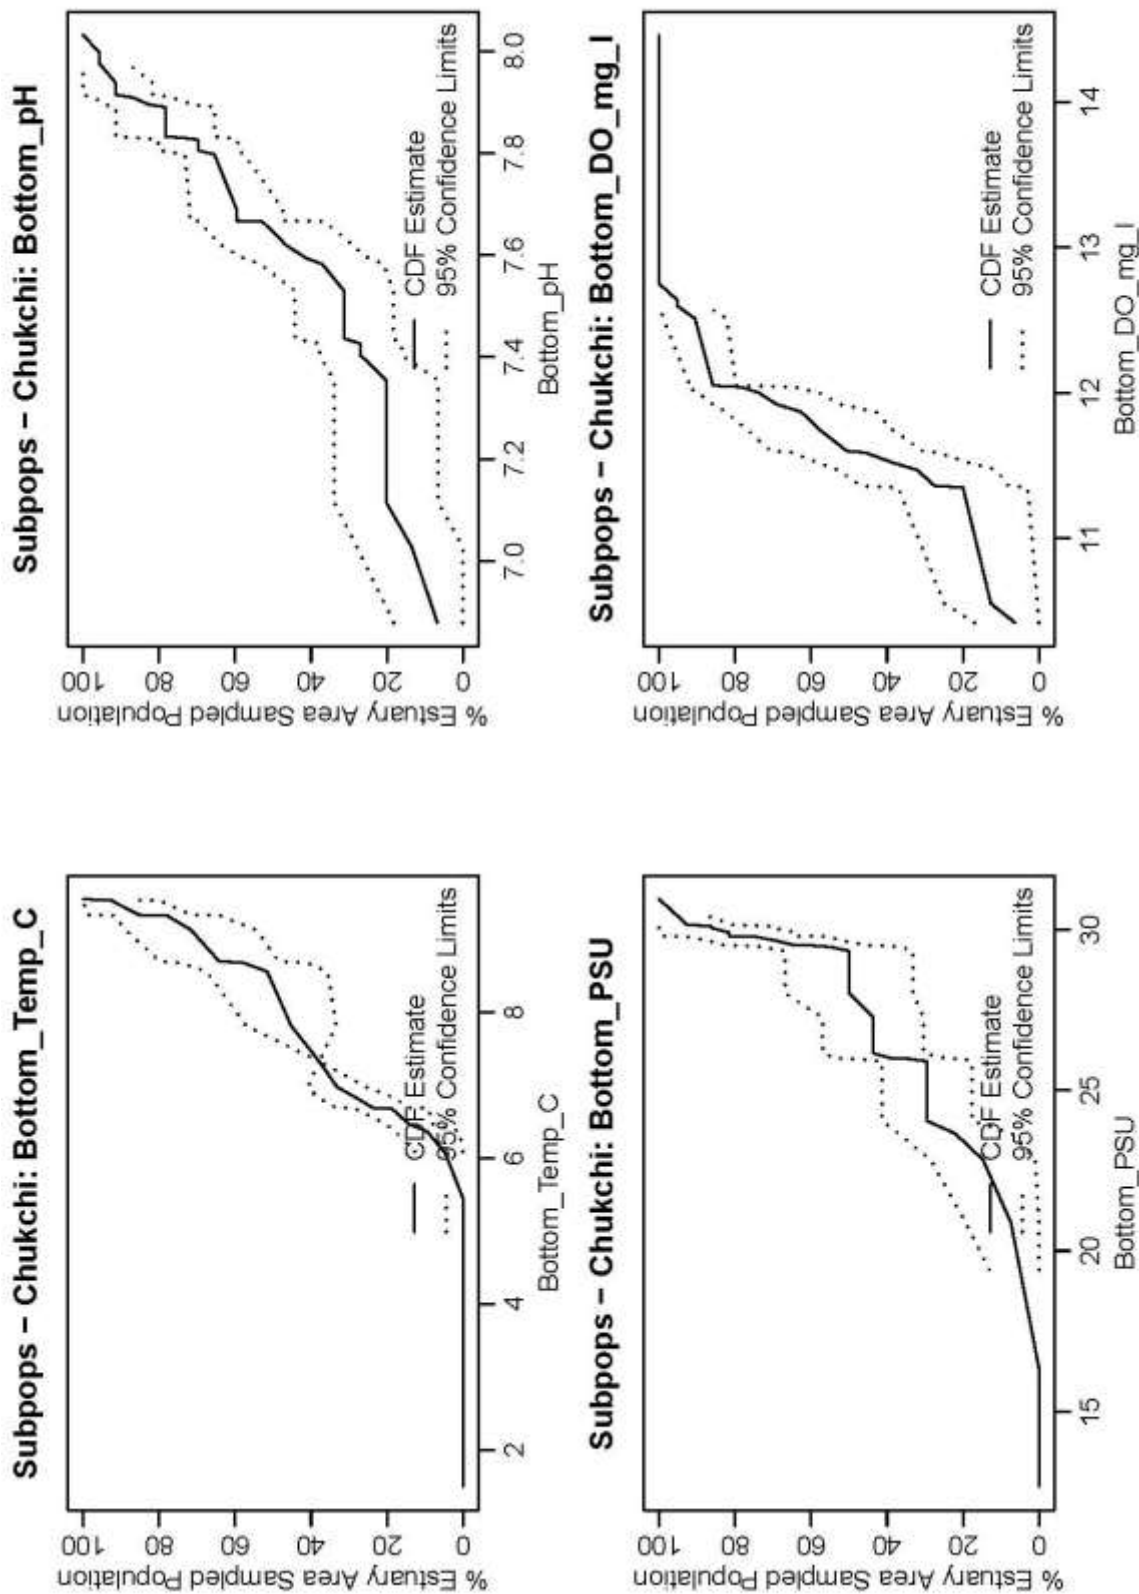 Subpops – Chukchi: Bottom_Temp_C
% Estuary Area Sampled Population
0
20
40
60
80
100
2
4
6
8
Bottom_Temp_C
CDF Estimate
95% Confidence Limits
Subpops – Chukchi: Bottom_pH
% Estuary Area Sampled Population
0
20
40
60
80
100
7.0
7.2
7.4
7.6
7.8
8.0
Bottom_pH
CDF Estimate
95% Confidence Limits
Subpops – Chukchi: Bottom_PSU
% Estuary Area Sampled Population
0
20
40
60
80
100
15
20
25
30
Bottom_PSU
CDF Estimate
95% Confidence Limits
Subpops – Chukchi: Bottom_DO_mg_l
% Estuary Area Sampled Population
0
20
40
60
80
100
11
12
13
14
Bottom_DO_mg_l
CDF Estimate
95% Confidence Limits